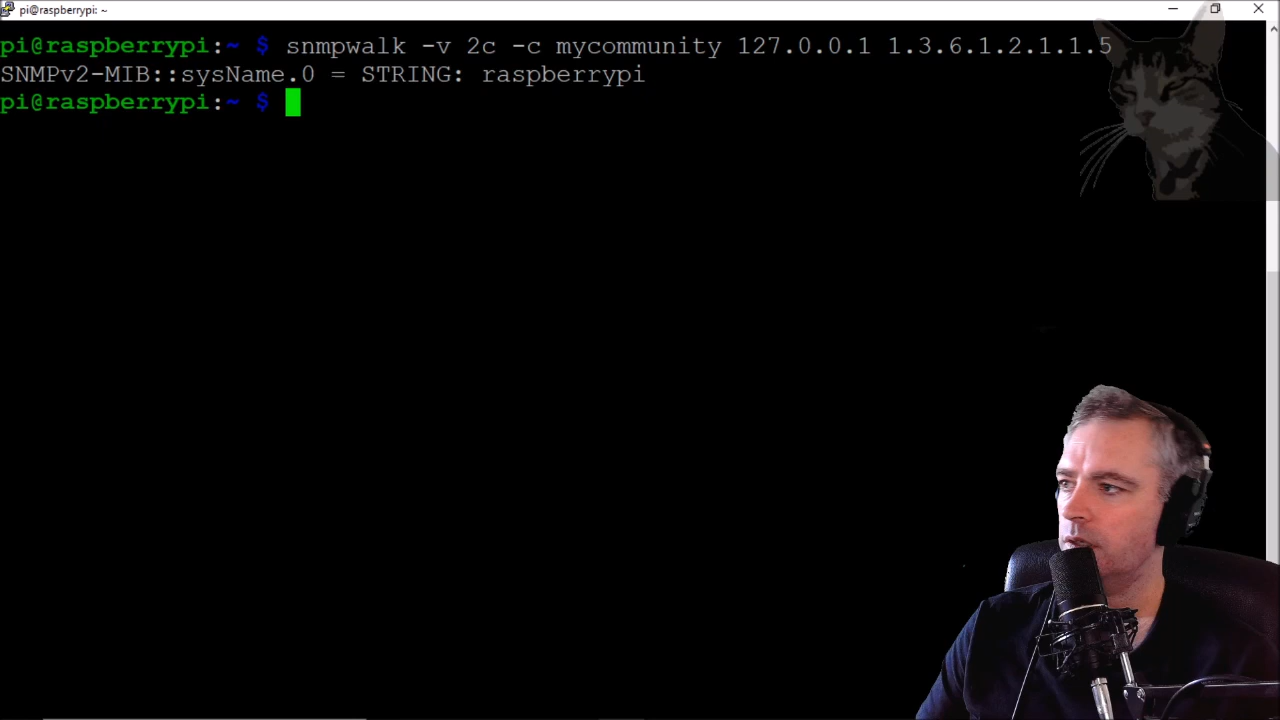 pi@raspberrypi: ~
pi@raspberrypi:~ $ snmpwalk -v 2c -c mycommunity 127.0.0.1 1.3.6.1.2.1.1.5
SNMPv2-MIB::sysName.0 = STRING: raspberrypi
pi@raspberrypi:~ $